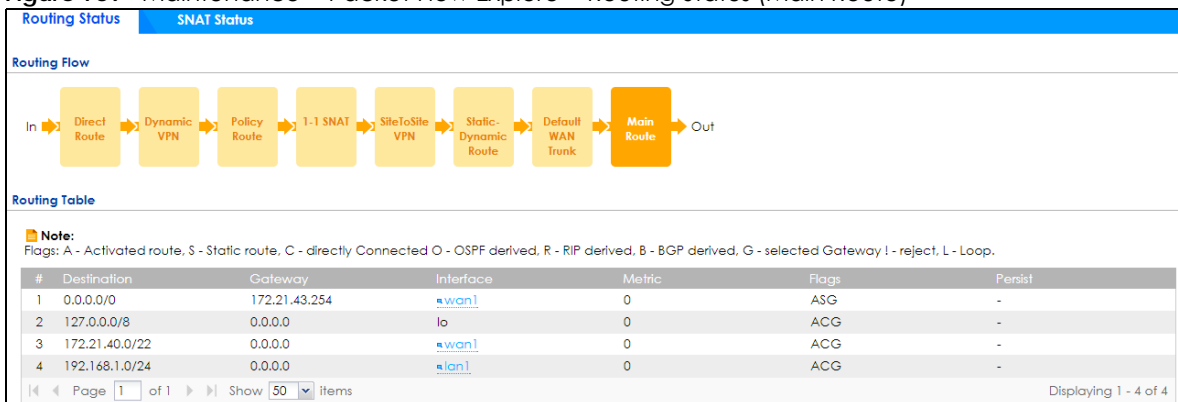 Routing Status SNAT Status
Routing Flow
In Direct Route Dynamic VPN Policy Route 1-1 SNAT SiteToSite VPN Static-Dynamic Route Default WAN Trunk Main Route Out
Routing Table
Note:
Flags: A - Activated route, S - Static route, C - directly Connected O - OSPF derived, R - RIP derived, B - BGP derived, G - selected Gateway ! - reject, L - Loop.
# Destination Gateway Interface Metric Flags Persist
1 0.0.0.0/0 172.21.43.254 wan1 0 ASG -
2 127.0.0.0/8 0.0.0.0 lo 0 ACG -
3 172.21.40.0/22 0.0.0.0 wan1 0 ACG -
4 192.168.1.0/24 0.0.0.0 lan1 0 ACG -
Page 1 of 1 Show 50 items Displaying 1 - 4 of 4